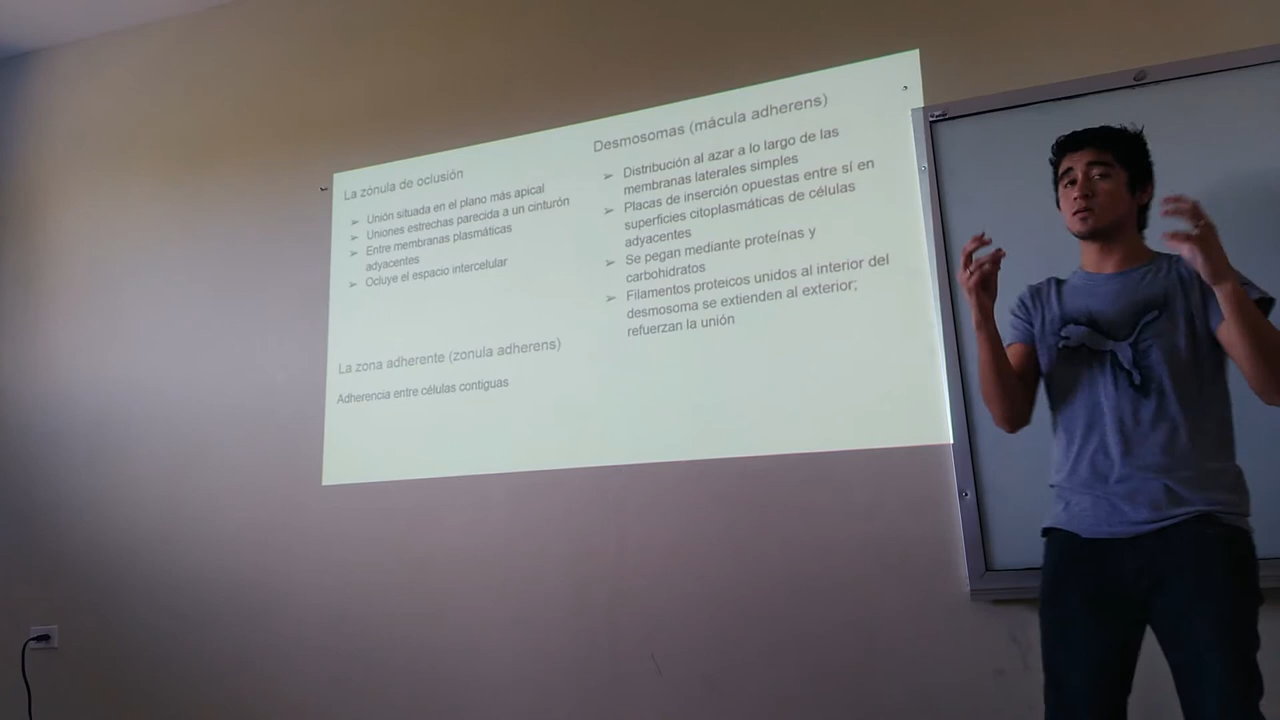 La zónula de oclusión
➢ Unión situada en el plano más apical
➢ Uniones estrechas parecida a un cinturón
➢ Entre membranas plasmáticas
adyacentes
➢ Ocluye el espacio intercelular
La zona adherente (zonula adherens)
Adherencia entre células contiguas
Desmosomas (mácula adherens)
➢ Distribución al azar a lo largo de las
membranas laterales simples
➢ Placas de inserción opuestas entre sí en
superficies citoplasmáticas de células
adyacentes
➢ Se pegan mediante proteínas y
carbohidratos
➢ Filamentos proteicos unidos al interior del
desmosoma se extienden al exterior;
refuerzan la unión